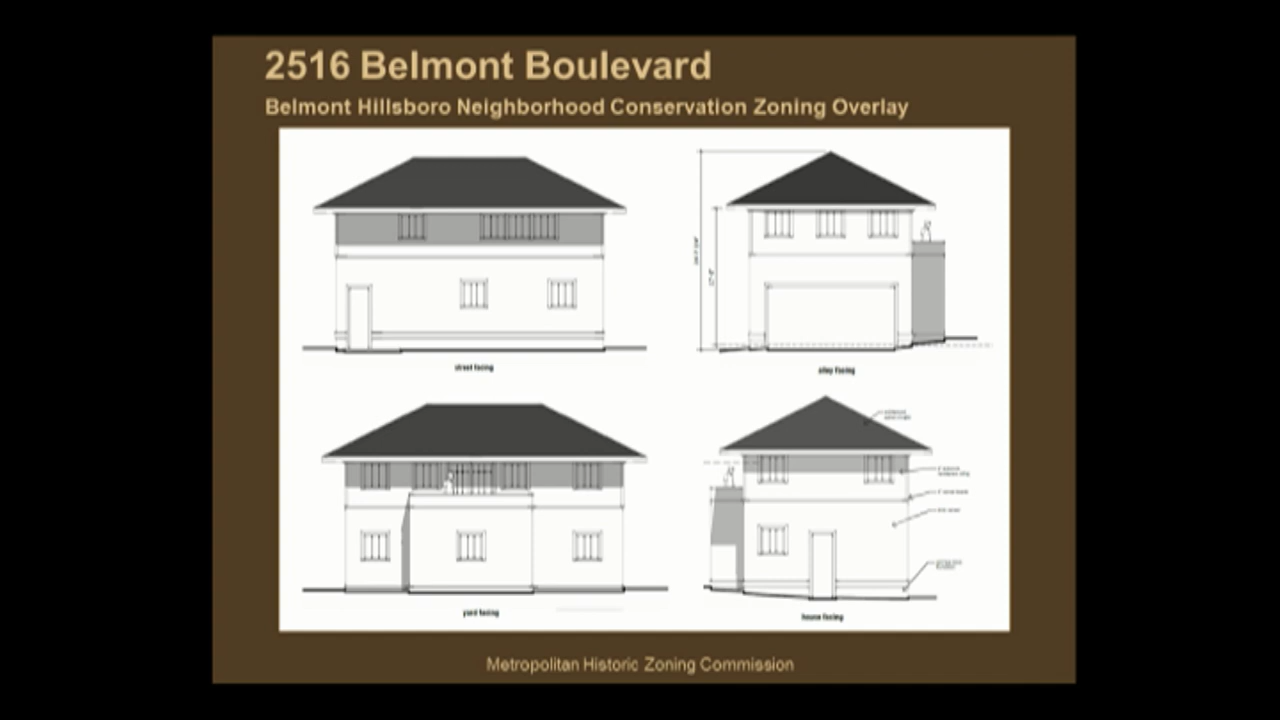 2516 Belmont Boulevard
Belmont Hillsboro Neighborhood Conservation Zoning Overlay
street facing
alley facing
yard facing
house facing
Metropolitan Historic Zoning Commission